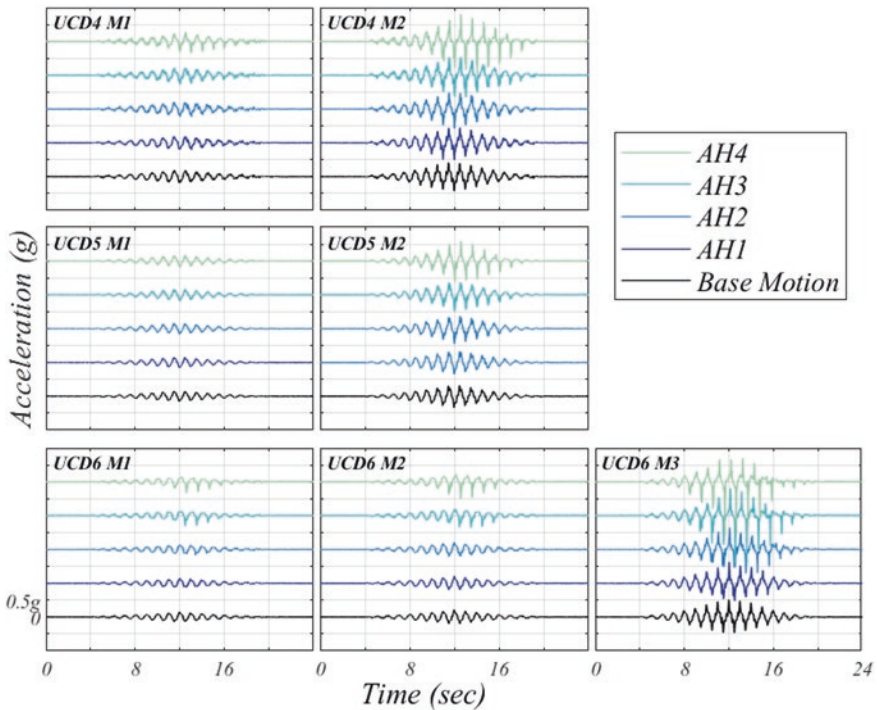 UCD4 M1
UCD4 M2
AH4
AH3
AH2
AH1
Base Motion
UCD5 M1
UCD5 M2
Acceleration (g)
UCD6 M1
UCD6 M2
UCD6 M3
0.5g
0
0 8 16 0 8 16 0 8 16 24
Time (sec)